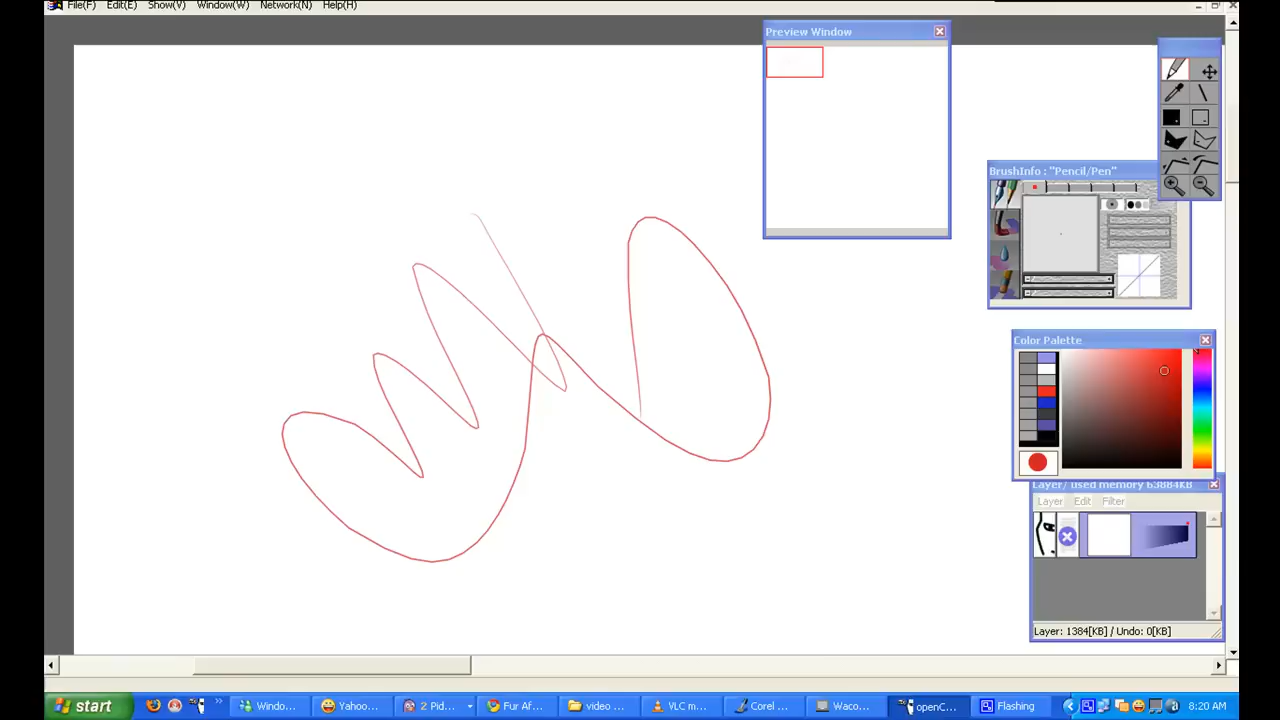 File(F) Edit(E) Show(V) Window(W) Network(N) Help(H)
Preview Window
BrushInfo : "Pencil/Pen"
Color Palette
Layer/ used memory 63884KB
Layer Edit Filter
Layer: 1384[KB] / Undo: 0[KB]
start Windo... Yahoo... 2 Pid... Fur Af... video ... VLC m... Corel ... Waco... openC... Flashing 8:20 AM